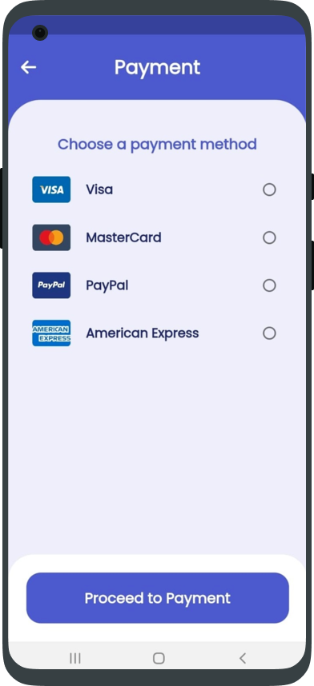 Payment
Choose a payment method
VISA Visa
MasterCard
PayPal PayPal
AMERICAN EXPRESS American Express
Proceed to Payment